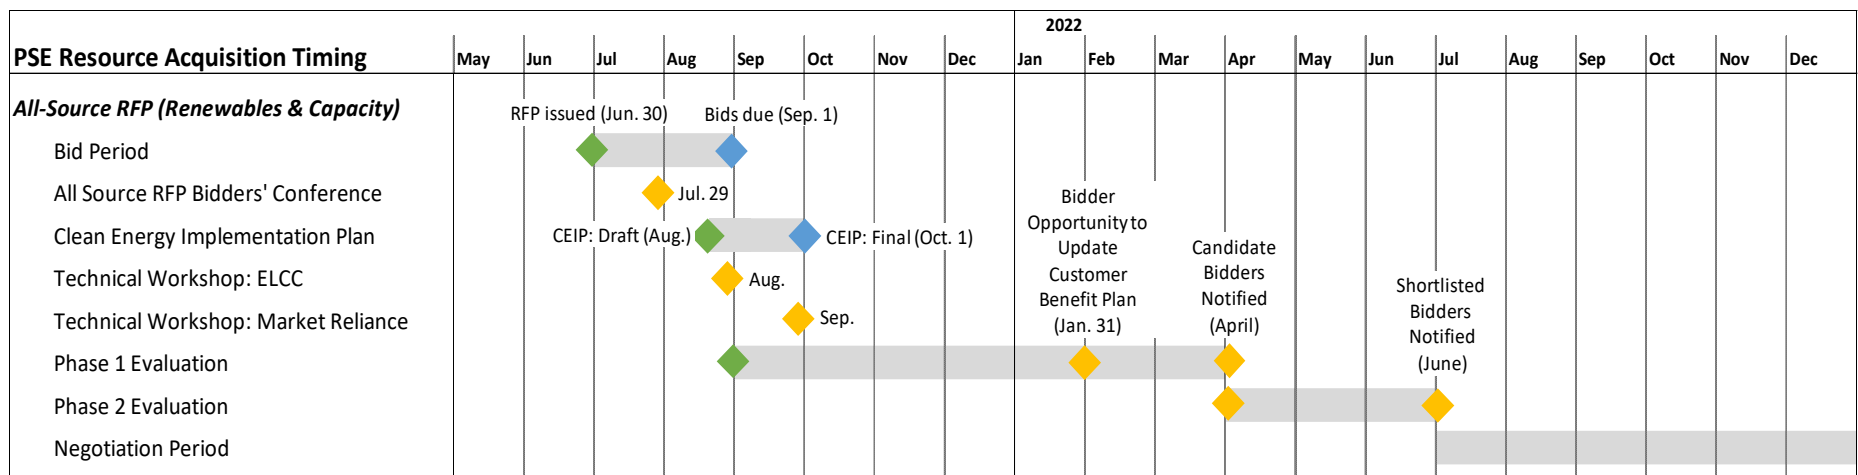 2022
PSE Resource Acquisition Timing
May Jun Jul Aug Sep Oct Nov Dec Jan Feb Mar Apr May Jun Jul Aug Sep Oct Nov Dec
All-Source RFP (Renewables & Capacity)
RFP issued (Jun. 30)
Bids due (Sep. 1)
Bid Period
All Source RFP Bidders' Conference
Jul. 29
Clean Energy Implementation Plan
CEIP: Draft (Aug.)
CEIP: Final (Oct. 1)
Technical Workshop: ELCC
Aug.
Technical Workshop: Market Reliance
Sep.
Bidder
Opportunity to
Update
Customer
Benefit Plan
(Jan. 31)
Candidate
Bidders
Notified
(April)
Shortlisted
Bidders
Notified
(June)
Phase 1 Evaluation
Phase 2 Evaluation
Negotiation Period